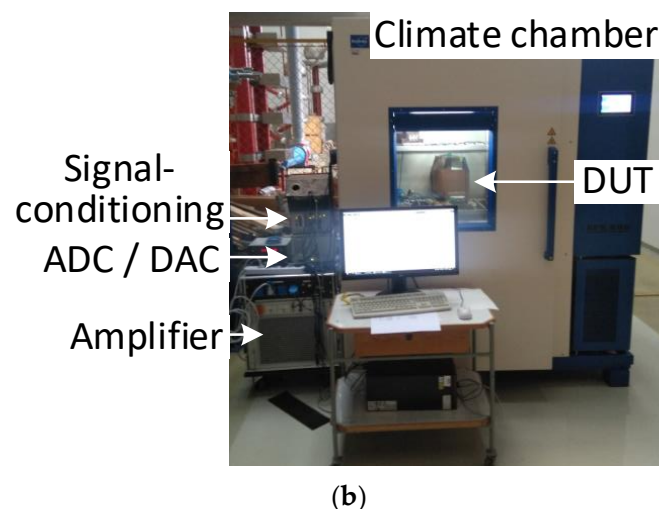 Climate chamber
Signal-
conditioning
DUT
ADC / DAC
Amplifier
(b)